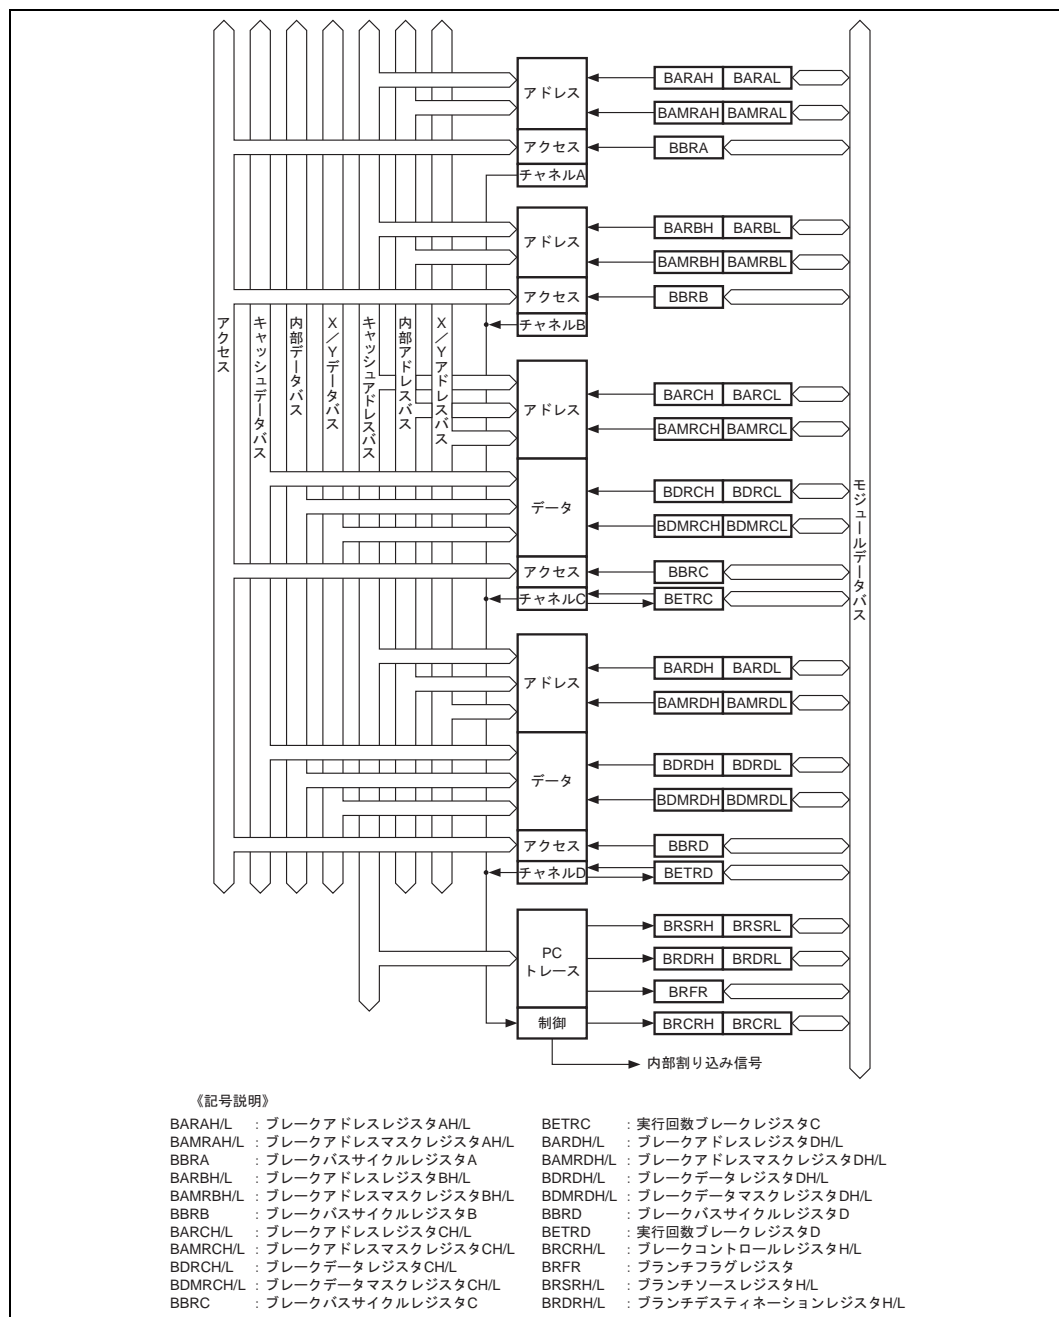 アドレス
BARAH BARAL
BAMRAH BAMRAL
アクセス
BBRA
チャネルA
アドレス
BARBH BARBL
BAMRBH BAMRBL
アクセス
BBRB
チャネルB
アクセス
キャッシュデータバス
内部データバス
X／Yデータバス
キャッシュアドレスバス
内部アドレスバス
X／Yアドレスバス
アドレス
BARCH BARCL
BAMRCH BAMRCL
データ
BDRCH BDRCL
BDMRCH BDMRCL
アクセス
BBRC
チャネルC
BETRC
モジュールデータバス
アドレス
BARDH BARDL
BAMRDH BAMRDL
データ
BDRDH BDRDL
BDMRDH BDMRDL
アクセス
BBRD
チャネルD
BETRD
PC
トレース
BRSRH BRSRL
BRDRH BRDRL
BRFR
制御
BRCRH BRCRL
内部割り込み信号
《記号説明》
BARAH/L : ブレークアドレスレジスタAH/L
BAMRAH/L : ブレークアドレスマスクレジスタAH/L
BBRA : ブレークバスサイクルレジスタA
BARBH/L : ブレークアドレスレジスタBH/L
BAMRBH/L : ブレークアドレスマスクレジスタBH/L
BBRB : ブレークバスサイクルレジスタB
BARCH/L : ブレークアドレスレジスタCH/L
BAMRCH/L : ブレークアドレスマスクレジスタCH/L
BDRCH/L : ブレークデータレジスタCH/L
BDMRCH/L : ブレークデータマスクレジスタCH/L
BBRC : ブレークバスサイクルレジスタC
BETRC : 実行回数ブレークレジスタC
BARDH/L : ブレークアドレスレジスタDH/L
BAMRDH/L : ブレークアドレスマスクレジスタDH/L
BDRDH/L : ブレークデータレジスタDH/L
BDMRDH/L : ブレークデータマスクレジスタDH/L
BBRD : ブレークバスサイクルレジスタD
BETRD : 実行回数ブレークレジスタD
BRCRH/L : ブレークコントロールレジスタH/L
BRFR : ブランチフラグレジスタ
BRSRH/L : ブランチソースレジスタH/L
BRDRH/L : ブランチデスティネーションレジスタH/L